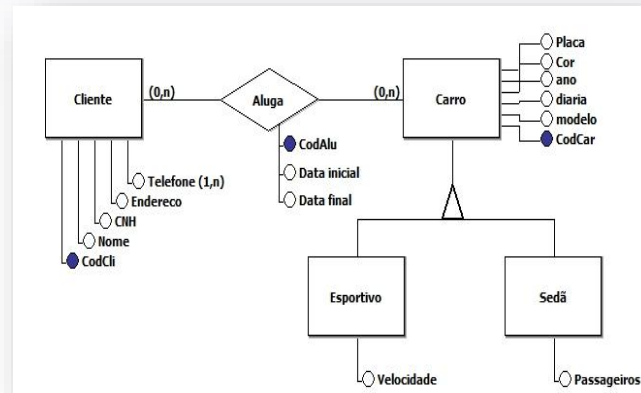 Cliente
(0,n)
Aluga
(0,n)
Carro
Placa
Cor
ano
diaria
modelo
CodCar
CodAlu
Data inicial
Data final
Telefone (1,n)
Endereco
CNH
Nome
CodCli
Esportivo
Sedã
Velocidade
Passageiros